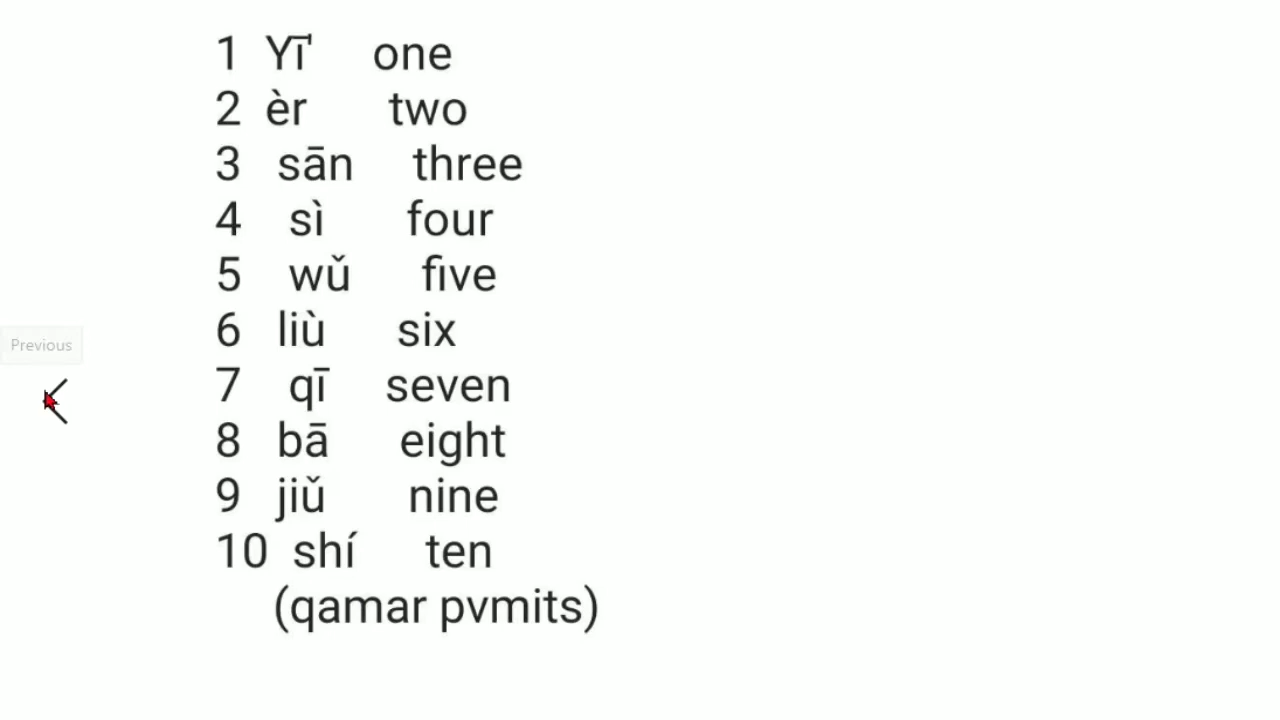 1 Yī' one
2 èr two
3 sān three
4 sì four
5 wǔ five
6 liù six
Previous
7 qī seven
8 bā eight
9 jiǔ nine
10 shí ten
(qamar pvmits)